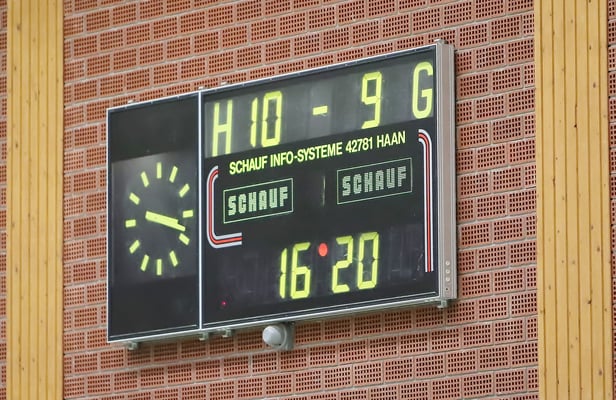 H 10 - 9 G
SCHAUF INFO-SYSTEME 42781 HAAN
SCHAUF SCHAUF
16:20